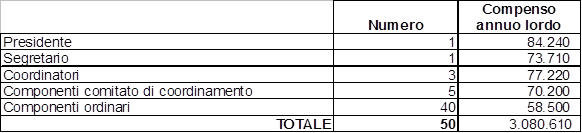 Numero Compenso annuo lordo
Presidente 1 84.240
Segretario 1 73.710
Coordinatori 3 77.220
Componenti comitato di coordinamento 5 70.200
Componenti ordinari 40 58.500
TOTALE 50 3.080.610